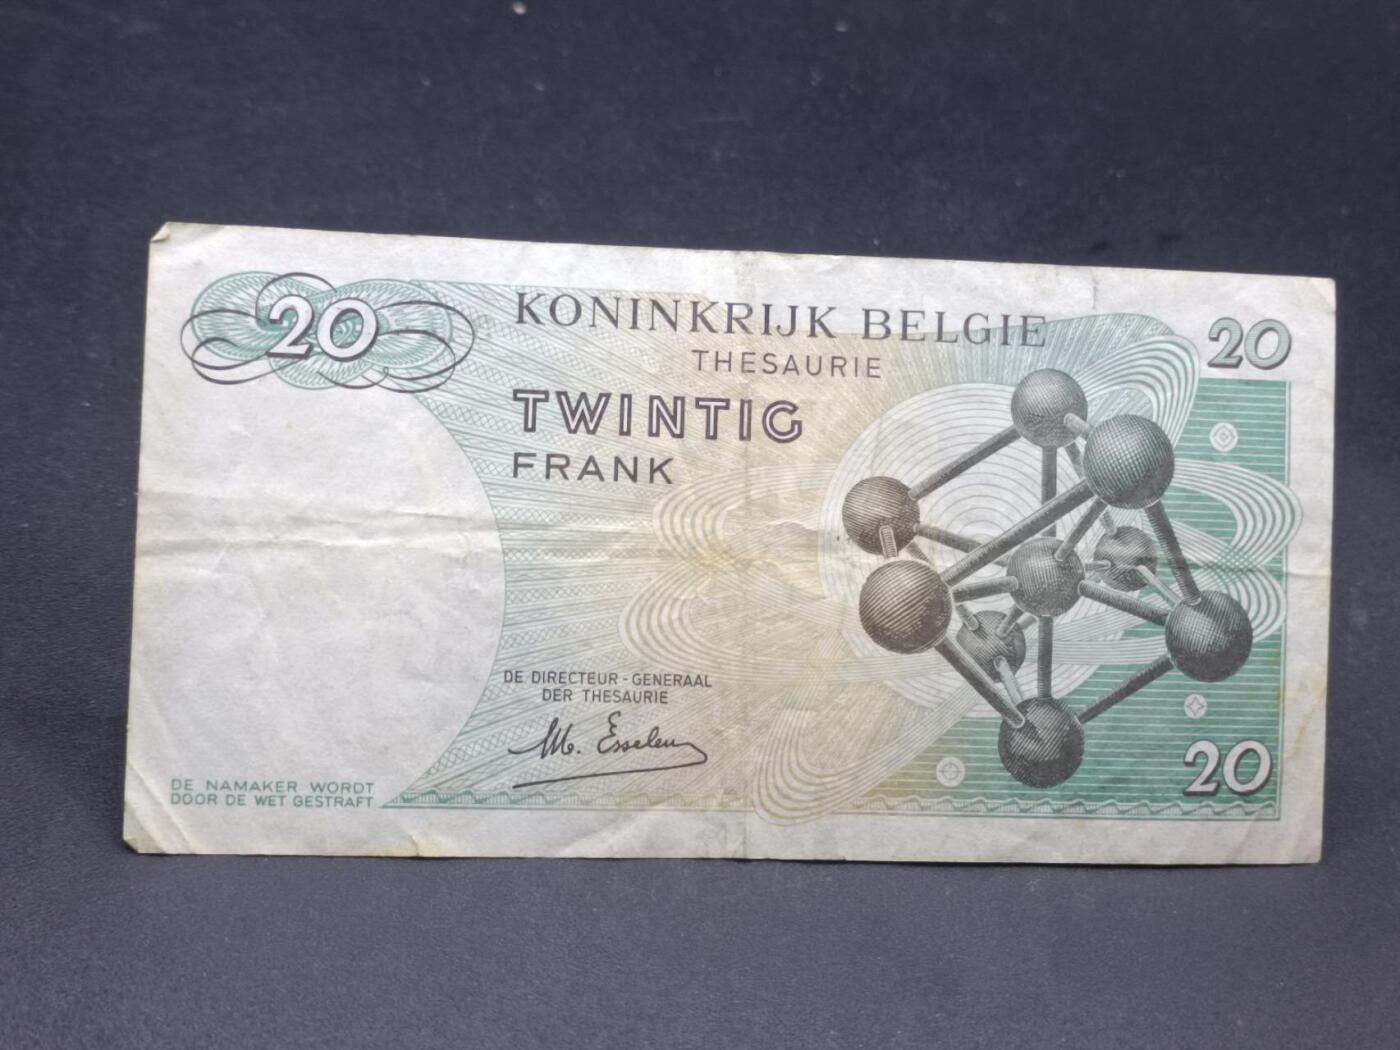 20
KONINKRIJK BELGIE
20
THESAURIE
TWINTIG
FRANK
DE DIRECTEUR - GENERAAL
DER THESAURIE
M. Esselen
DE NAMAKER WORDT
DOOR DE WET GESTRAFT
20